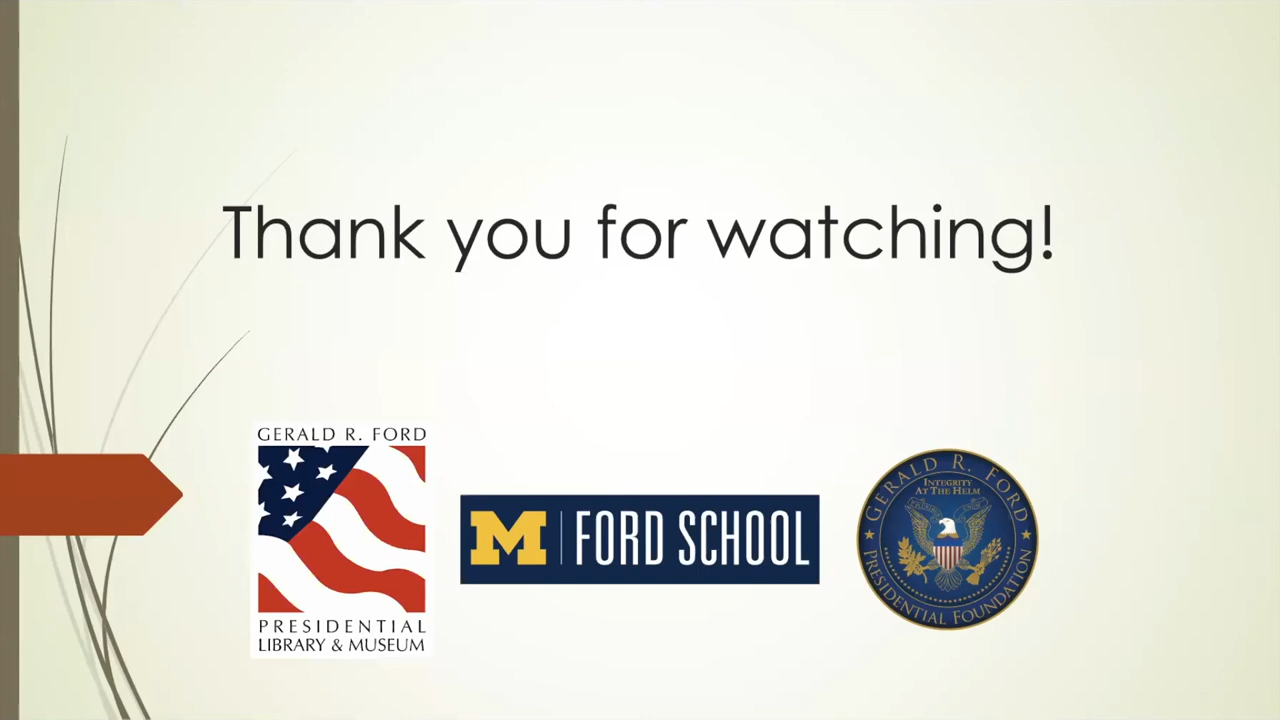 Thank you for watching!
GERALD R. FORD
PRESIDENTIAL
LIBRARY & MUSEUM
M FORD SCHOOL
GERALD R. FORD
INTEGRITY
AT THE HELM
PRESIDENTIAL FOUNDATION